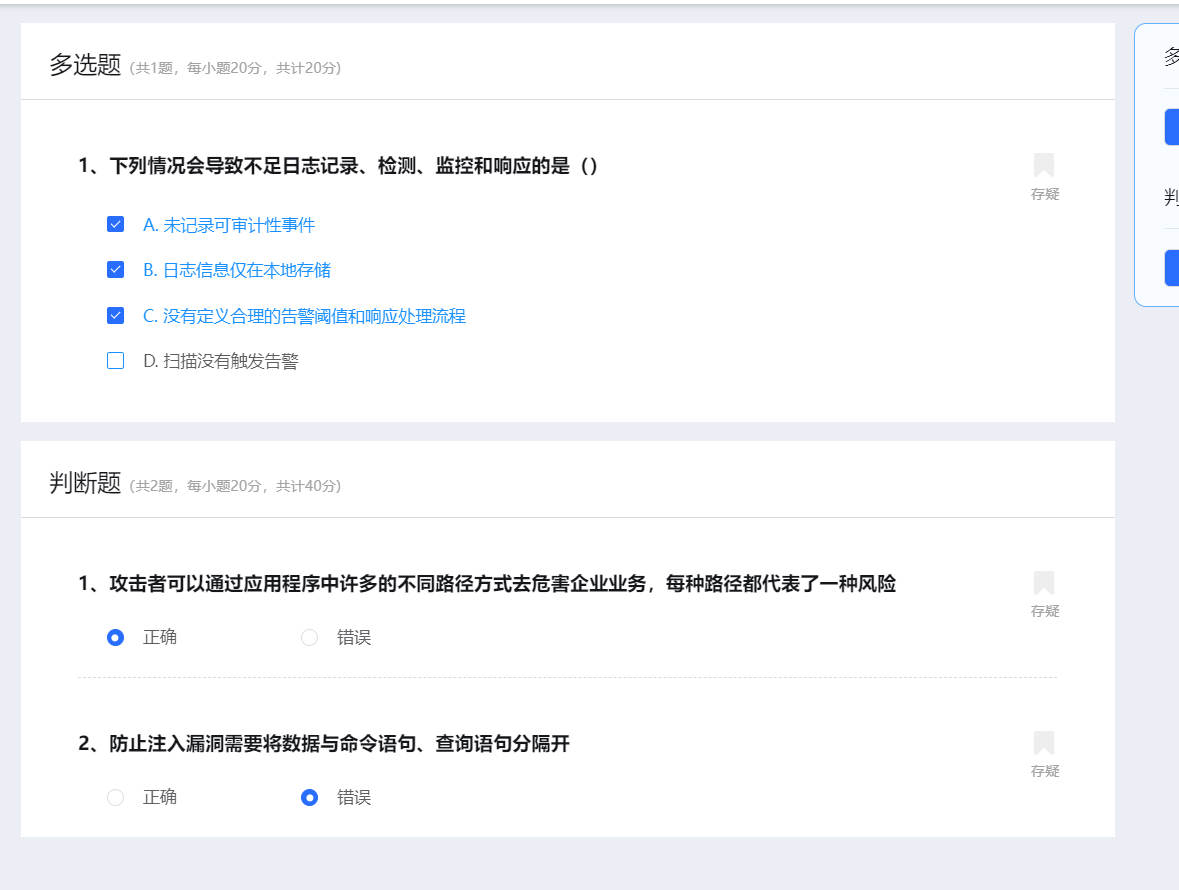 多选题 (共1题，每小题20分，共计20分)
1、下列情况会导致不足日志记录、检测、监控和响应的是（）
存疑
A. 未记录可审计性事件
B. 日志信息仅在本地存储
C. 没有定义合理的告警阈值和响应处理流程
D. 扫描没有触发告警
判断题 (共2题，每小题20分，共计40分)
1、攻击者可以通过应用程序中许多的不同路径方式去危害企业业务，每种路径都代表了一种风险
存疑
正确 错误
2、防止注入漏洞需要将数据与命令语句、查询语句分隔开
存疑
正确 错误
多